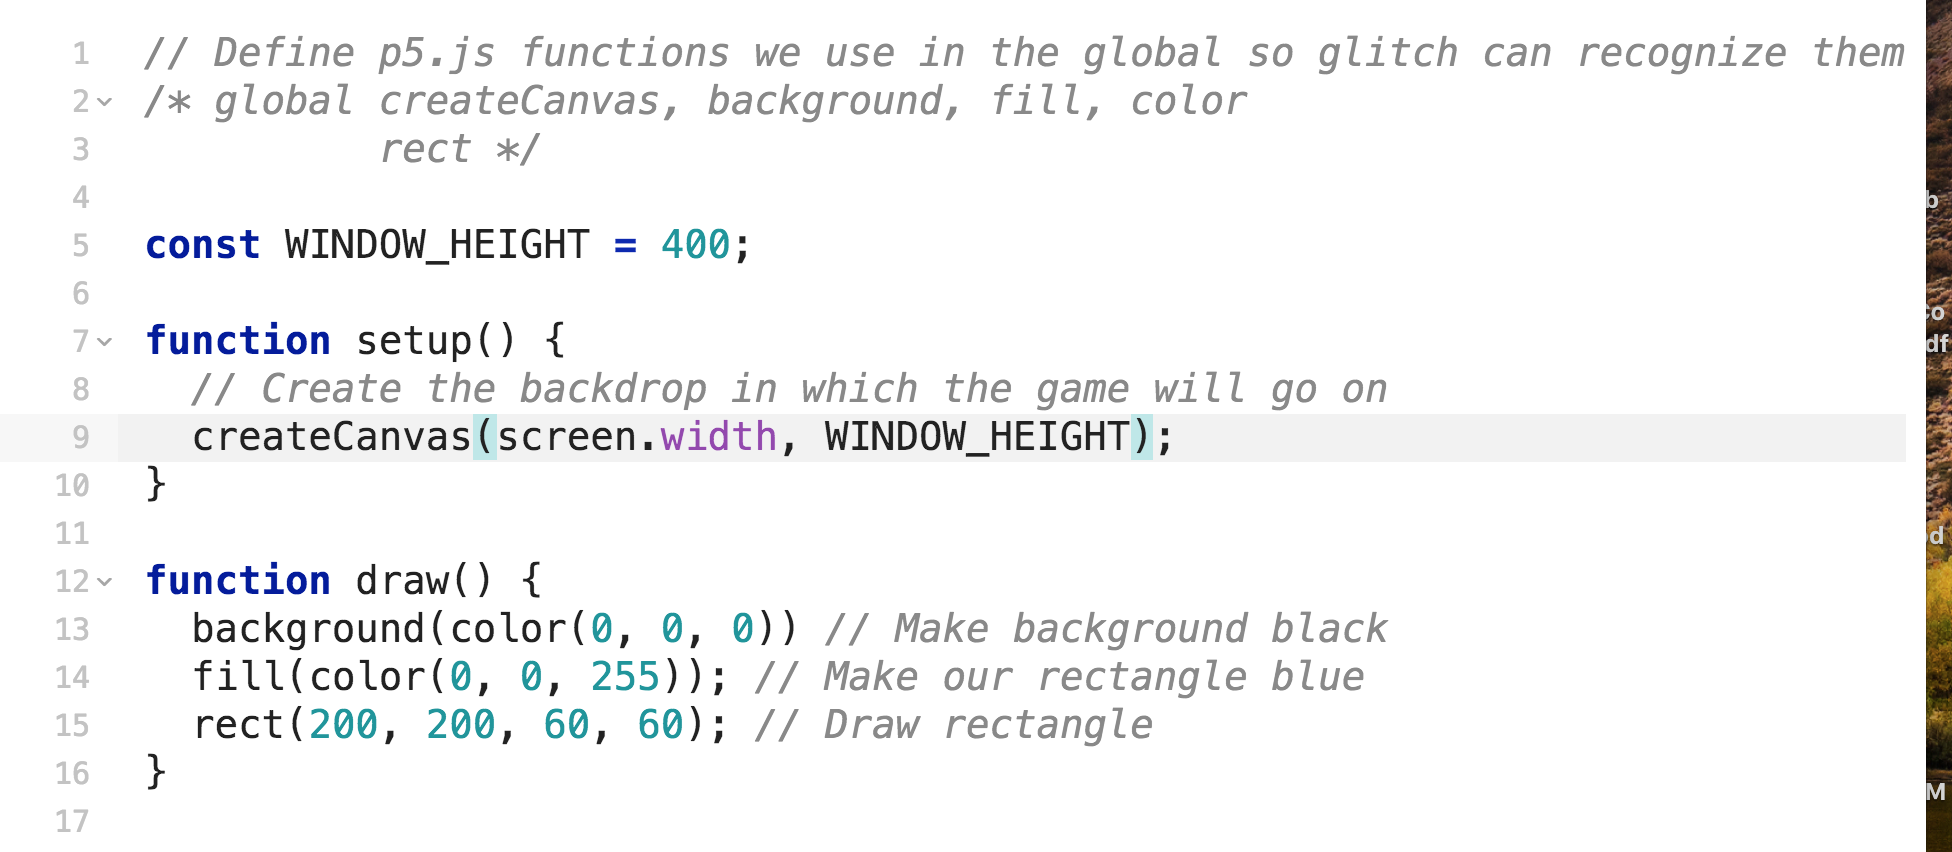 1 // Define p5.js functions we use in the global so glitch can recognize them
2 /* global createCanvas, background, fill, color
3 rect */
4
5 const WINDOW_HEIGHT = 400;
6
7 function setup() {
8 // Create the backdrop in which the game will go on
9 createCanvas(screen.width, WINDOW_HEIGHT);
10 }
11
12 function draw() {
13 background(color(0, 0, 0)) // Make background black
14 fill(color(0, 0, 255)); // Make our rectangle blue
15 rect(200, 200, 60, 60); // Draw rectangle
16 }
17